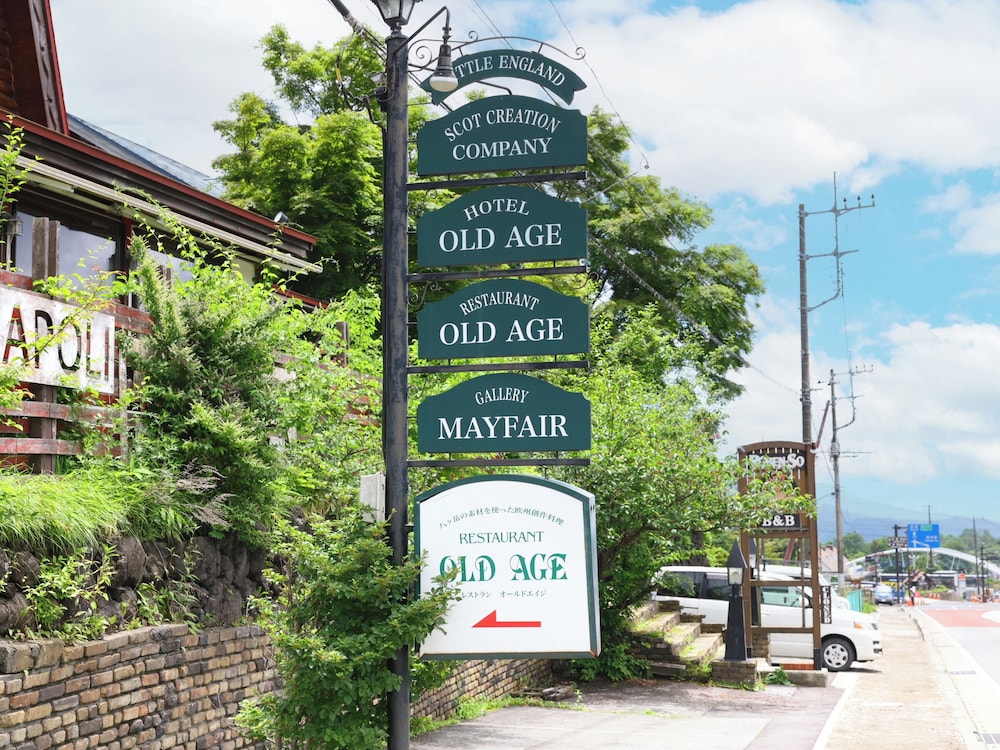 TTLE ENGLAND
SCOT CREATION
COMPANY
HOTEL
OLD AGE
RESTAURANT
OLD AGE
GALLERY
MAYFAIR
八ヶ岳の素材を使った欧州創作料理
RESTAURANT
OLD AGE
レストラン オールドエイジ
APOLI
B&B